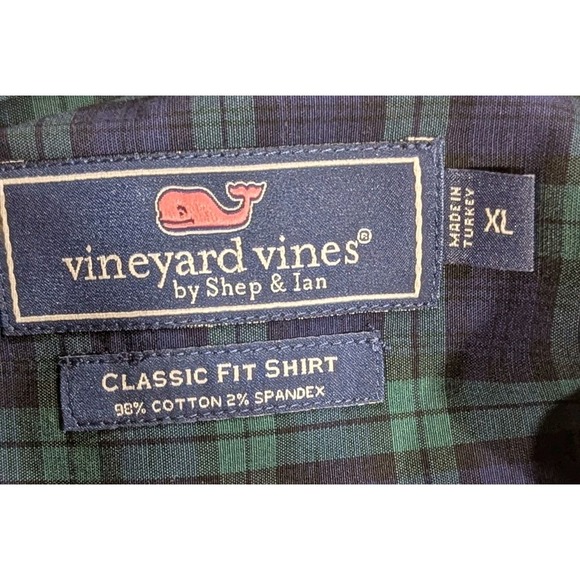 vineyard vines®
by Shep & Ian
MADE IN
TURKEY
XL
CLASSIC FIT SHIRT
98% COTTON 2% SPANDEX